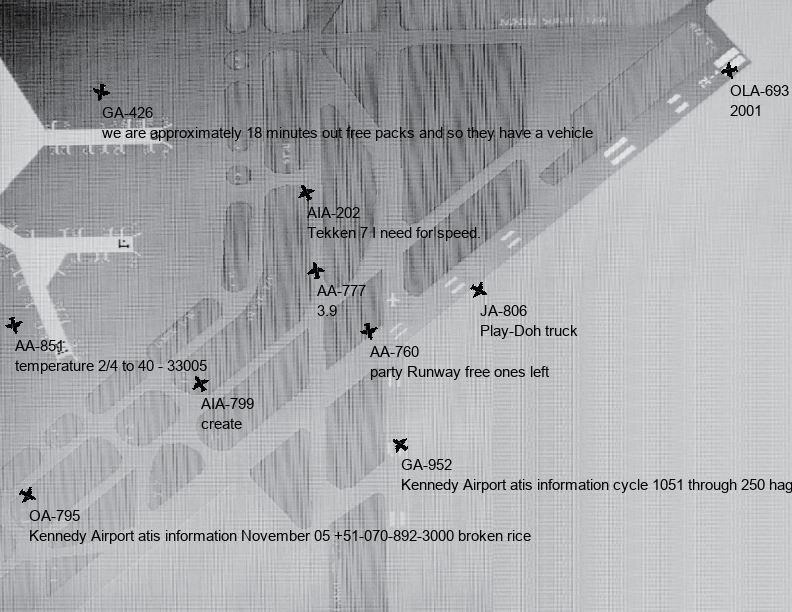 OLA-693
2001
GA-426
we are approximately 18 minutes out free packs and so they have a vehicle
AIA-202
Tekken 7 I need for speed.
AA-777
3.9
JA-806
Play-Doh truck
AA-851
temperature 2/4 to 40 - 33005
AA-760
party Runway free ones left
AIA-799
create
GA-952
Kennedy Airport atis information cycle 1051 through 250 hag
OA-795
Kennedy Airport atis information November 05 +51-070-892-3000 broken rice